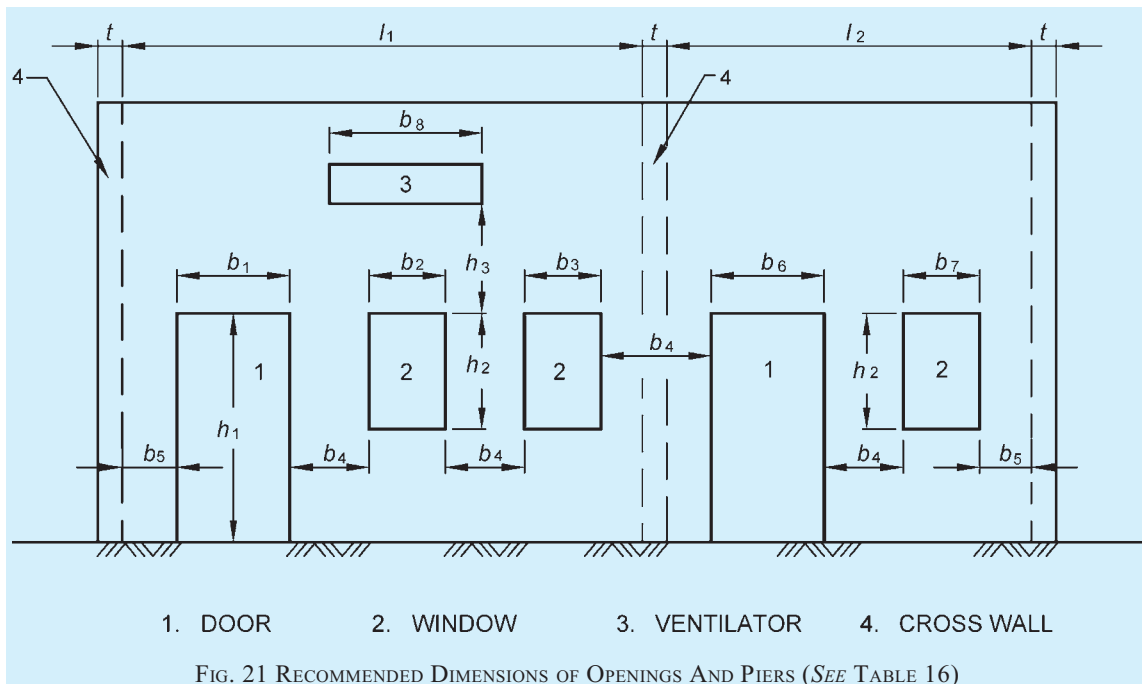 t l₁ t l₂ t
4 4
b₈
3
b₁ b₂ h₃ b₃ b₆ b₇
b₄
1 2 h₂ 2 1 h₂ 2
h₁
b₅ b₄ b₄ b₄ b₅
1. DOOR 2. WINDOW 3. VENTILATOR 4. CROSS WALL
FIG. 21 RECOMMENDED DIMENSIONS OF OPENINGS AND PIERS (SEE TABLE 16)